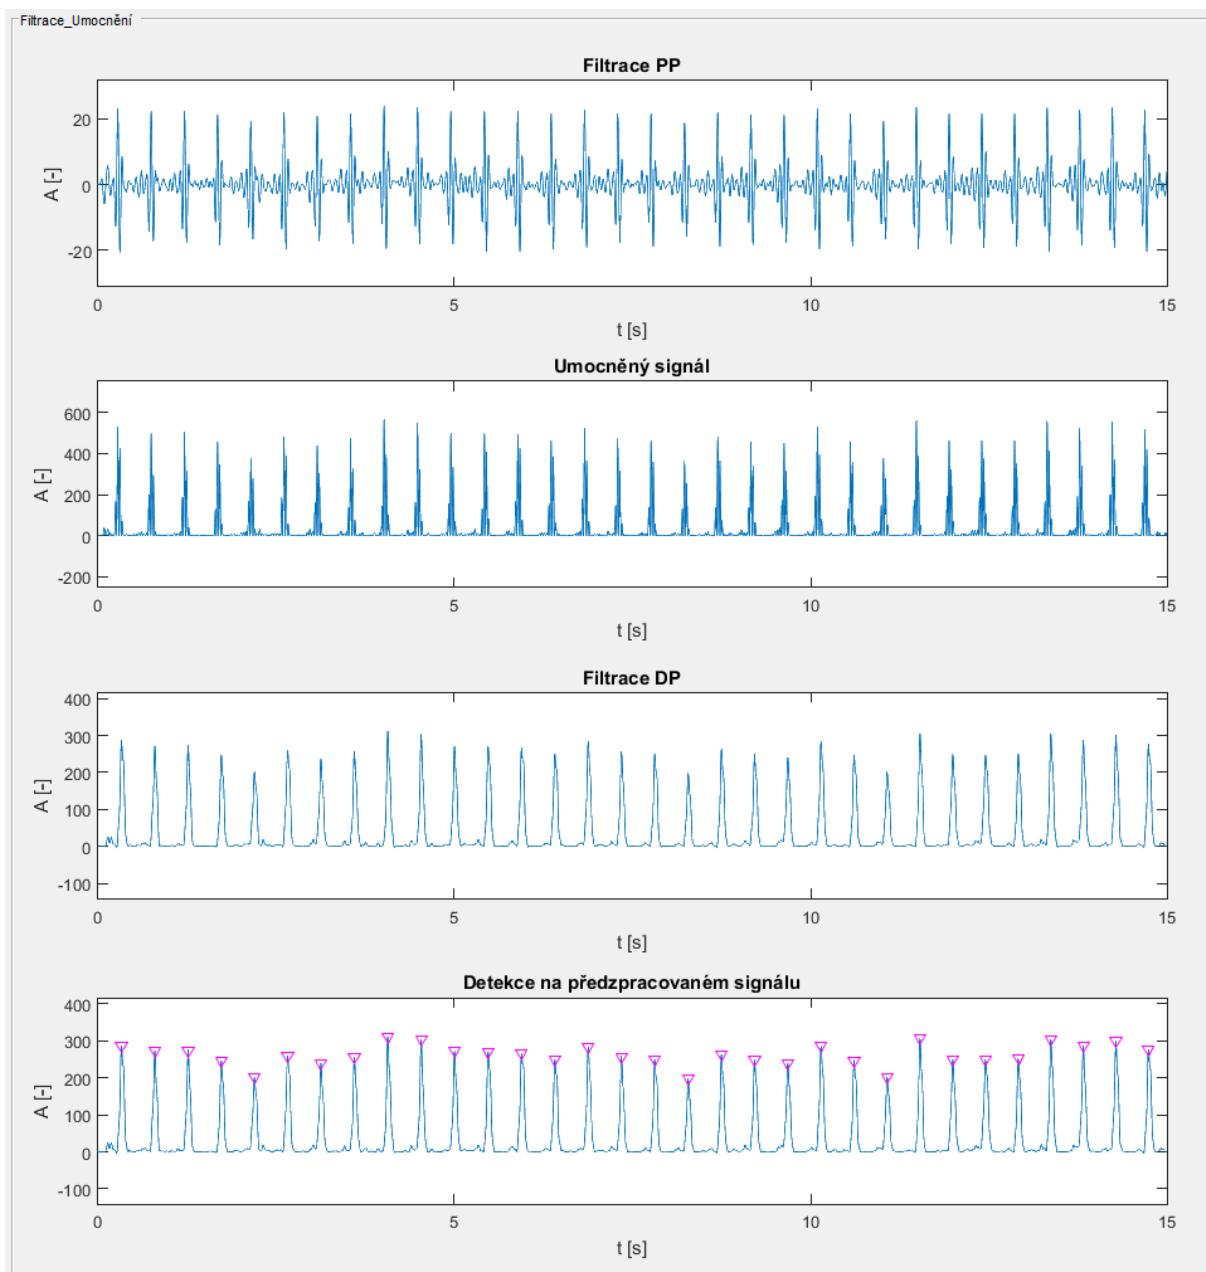 Filtrace_Umocnění
Filtrace PP
20
0
-20
A [-]
0 5 10 15
t [s]
Umocněný signál
600
400
200
0
-200
A [-]
0 5 10 15
t [s]
Filtrace DP
400
300
200
100
0
-100
A [-]
0 5 10 15
t [s]
Detekce na předzpracovaném signálu
400
300
200
100
0
-100
A [-]
0 5 10 15
t [s]